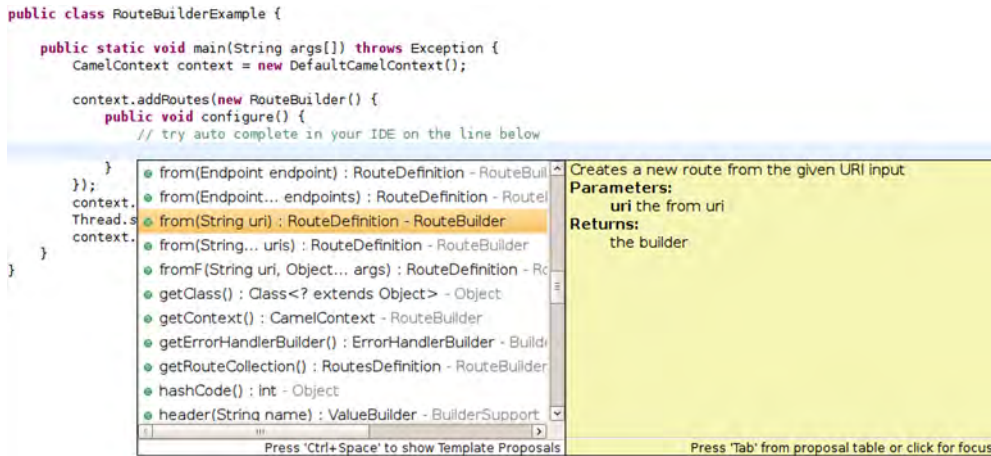 public class RouteBuilderExample {
public static void main(String args[]) throws Exception {
CamelContext context = new DefaultCamelContext();
context.addRoutes(new RouteBuilder() {
public void configure() {
// try auto complete in your IDE on the line below
}
});
context.
Thread.s
context.
}
}
from(Endpoint endpoint) : RouteDefinition - RouteBuil
from(Endpoint... endpoints) : RouteDefinition - Routel
from(String uri) : RouteDefinition - RouteBuilder
from(String... uris) : RouteDefinition - RouteBuilder
fromF(String uri, Object... args) : RouteDefinition - Ro
getClass() : Class<? extends Object> - Object
getContext() : CamelContext - RouteBuilder
getErrorHandlerBuilder() : ErrorHandlerBuilder - Build
getRouteCollection() : RoutesDefinition - RouteBuilder
hashCode() : int - Object
header(String name) : ValueBuilder - BuilderSupport
Press 'Ctrl+Space' to show Template Proposals
Creates a new route from the given URI input
Parameters:
uri the from uri
Returns:
the builder
Press 'Tab' from proposal table or click for focus